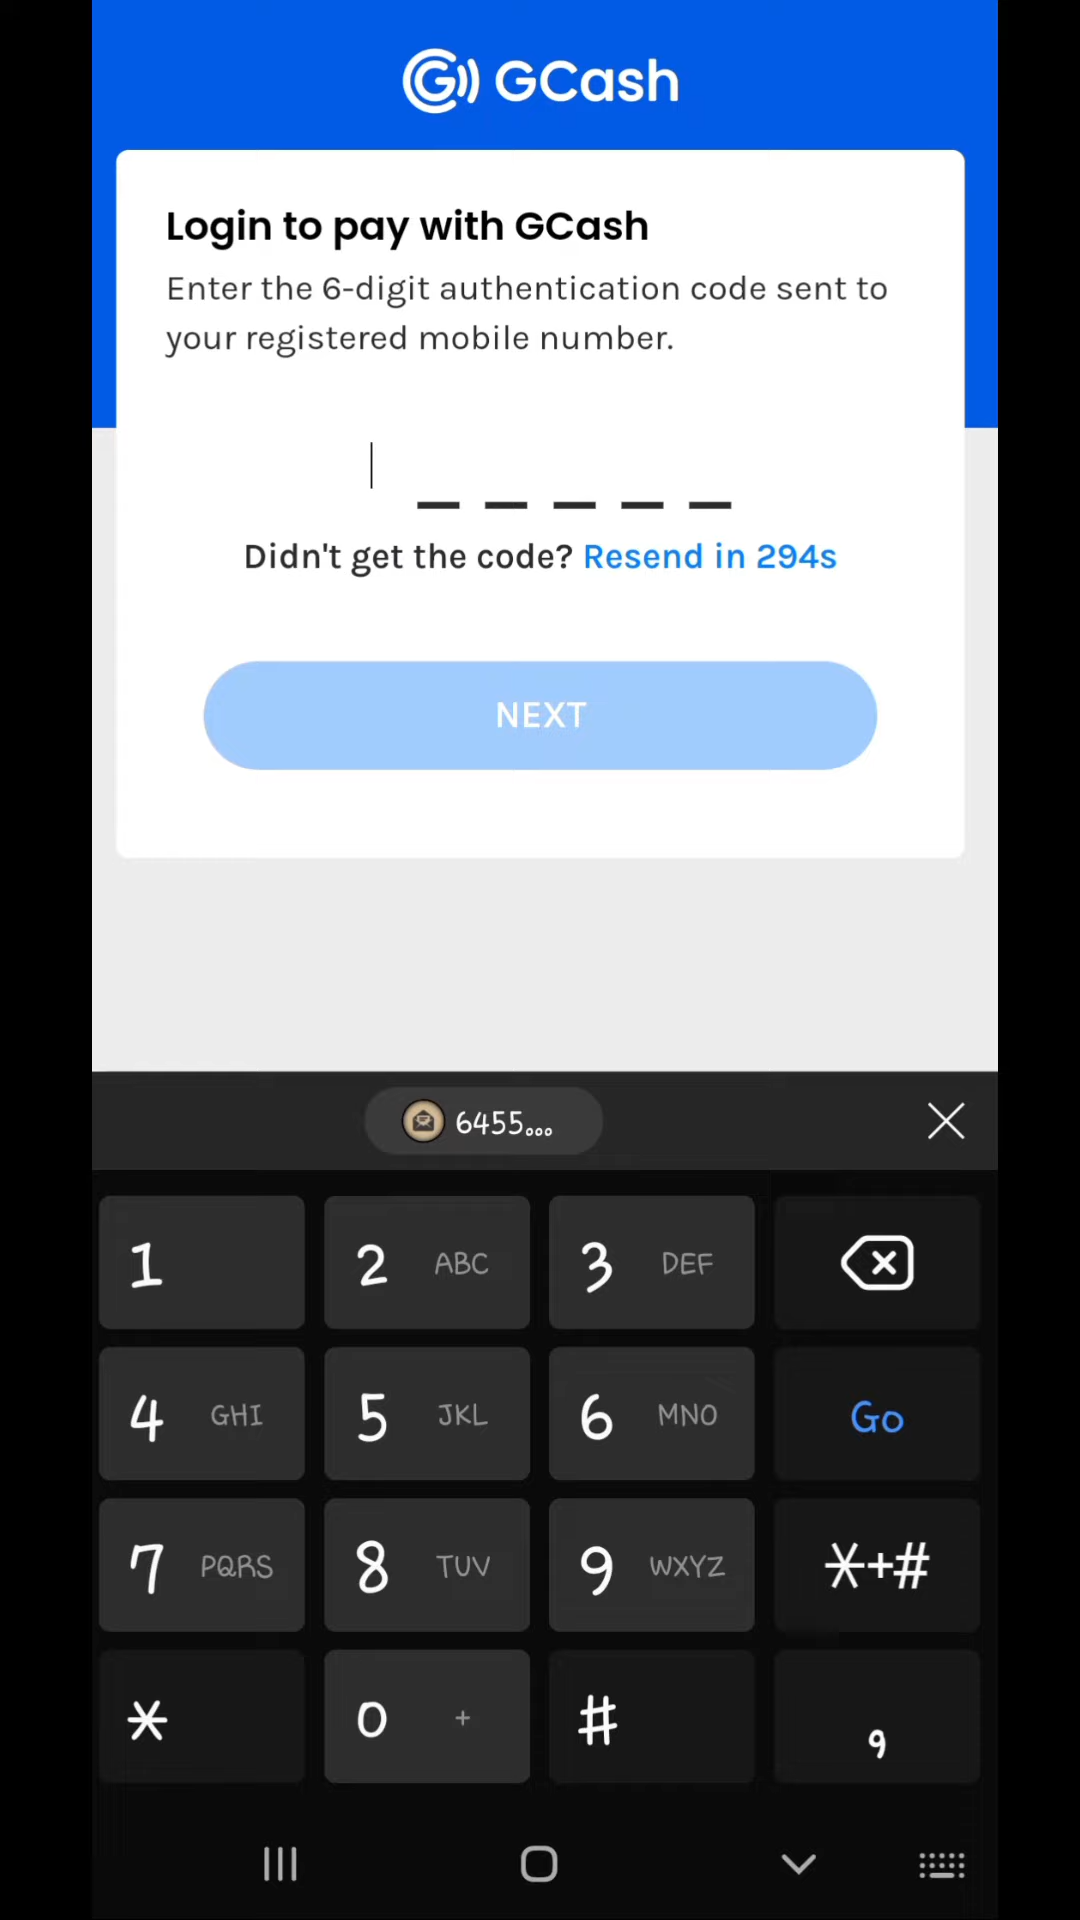 GCash
Login to pay with GCash
Enter the 6-digit authentication code sent to
your registered mobile number.
Didn't get the code? Resend in 294s
NEXT
6455...
1 2 ABC 3 DEF
4 GHI 5 JKL 6 MNO Go
7 PQRS 8 TUV 9 WXYZ *+#
* 0 + # ,